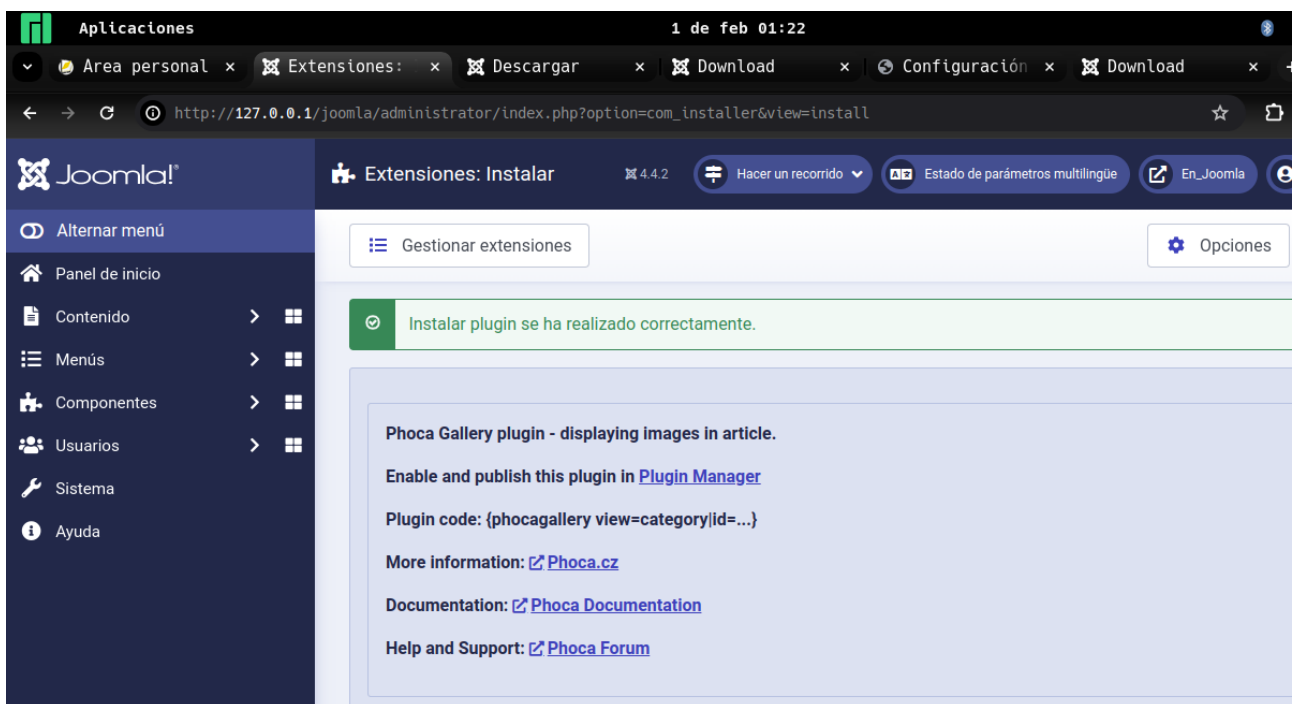 Aplicaciones 1 de feb 01:22
Area personal × Extensiones: × Descargar × Download × Configuración × Download ×
http://127.0.0.1/joomla/administrator/index.php?option=com_installer&view=install
Joomla!® Extensiones: Instalar 4.4.2 Hacer un recorrido Estado de parámetros multilingüe En_Joomla
Alternar menú
Gestionar extensiones Opciones
Panel de inicio
Contenido
Instalar plugin se ha realizado correctamente.
Menús
Componentes
Usuarios
Sistema
Ayuda
Phoca Gallery plugin - displaying images in article.
Enable and publish this plugin in Plugin Manager
Plugin code: {phocagallery view=category|id=...}
More information: Phoca.cz
Documentation: Phoca Documentation
Help and Support: Phoca Forum